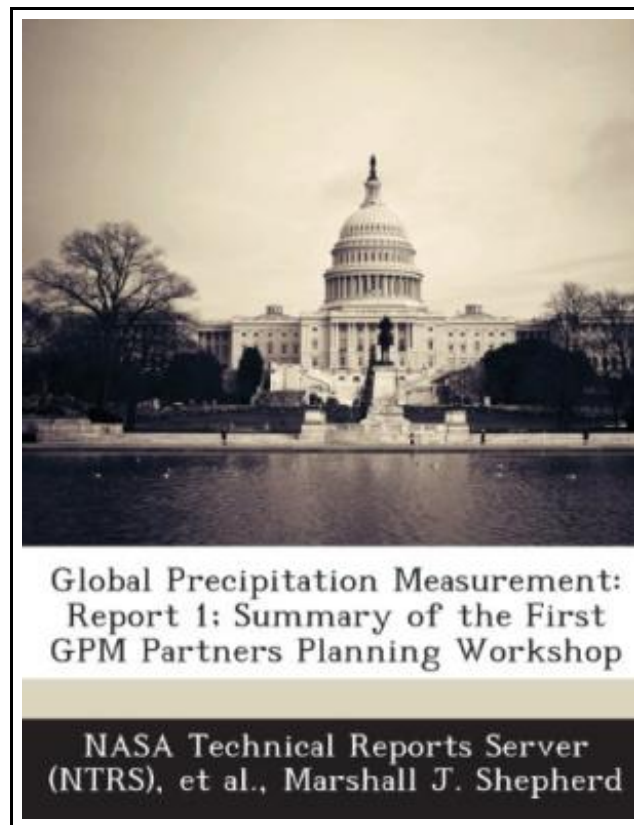 Global Precipitation Measurement:
Report 1; Summary of the First
GPM Partners Planning Workshop
NASA Technical Reports Server
(NTRS), et al., Marshall J. Shepherd